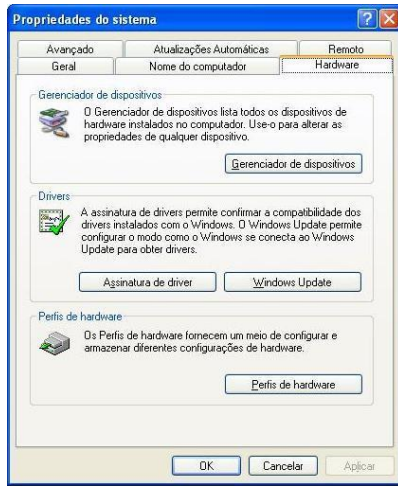 Propriedades do sistema
Avançado Atualizações Automáticas Remoto
Geral Nome do computador Hardware
Gerenciador de dispositivos
O Gerenciador de dispositivos lista todos os dispositivos de
hardware instalados no computador. Use-o para alterar as
propriedades de qualquer dispositivo.
Gerenciador de dispositivos
Drivers
A assinatura de drivers permite confirmar a compatibilidade dos
drivers instalados com o Windows. O Windows Update permite
configurar o modo como o Windows se conecta ao Windows
Update para obter drivers.
Assinatura de driver Windows Update
Perfis de hardware
Os Perfis de hardware fornecem um meio de configurar e
armazenar diferentes configurações de hardware.
Perfis de hardware
OK Cancelar Aplicar